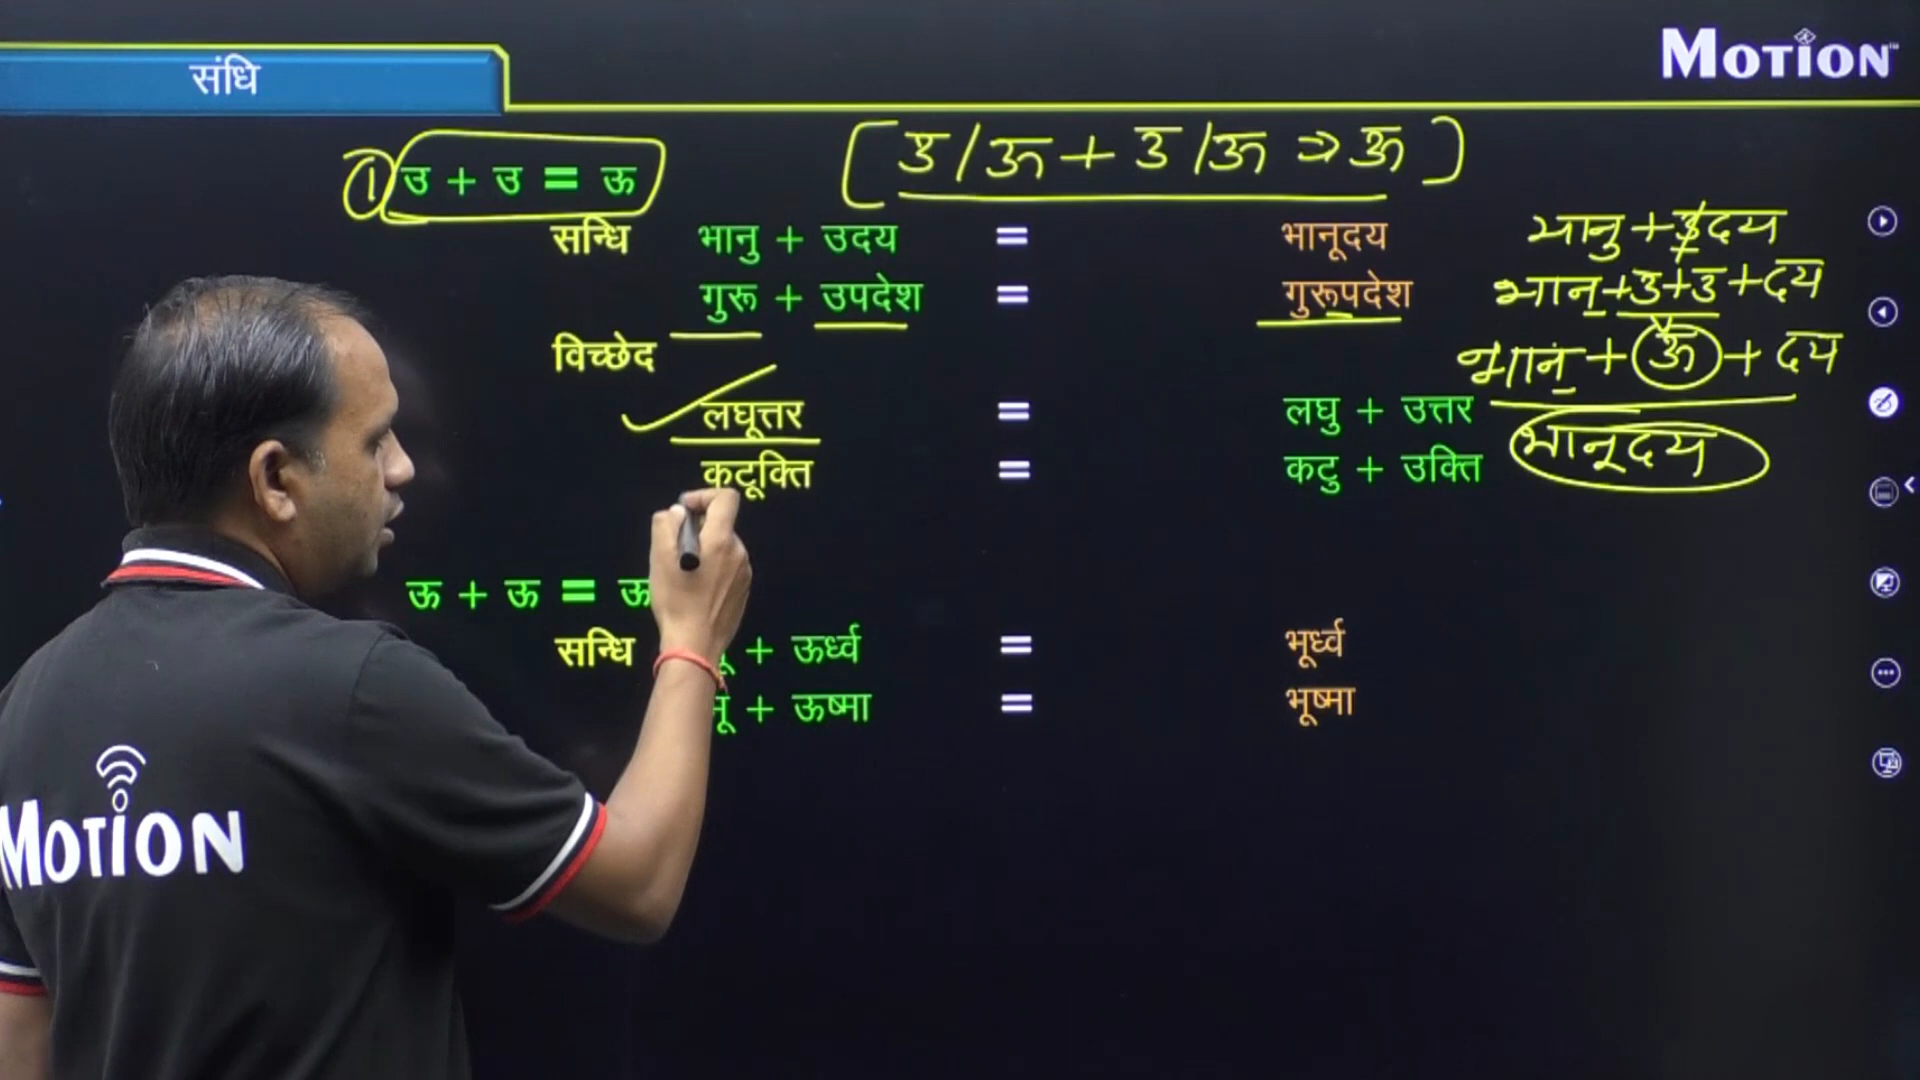 संधि
MOTION
① उ + उ = ऊ
[ उ / ऊ + उ / ऊ ⇒ ऊ ]
सन्धि भानु + उदय = भानूदय
गुरू + उपदेश = गुरूपदेश
विच्छेद
लघूत्तर = लघु + उत्तर
कटूक्ति = कटु + उक्ति
भानु + उदय
भान् + उ + उ + दय
भान् + ऊ + दय
भानूदय
ऊ + ऊ = ऊ
सन्धि + ऊर्ध्व = भूर्ध्व
+ ऊष्मा = भूष्मा
MOTION